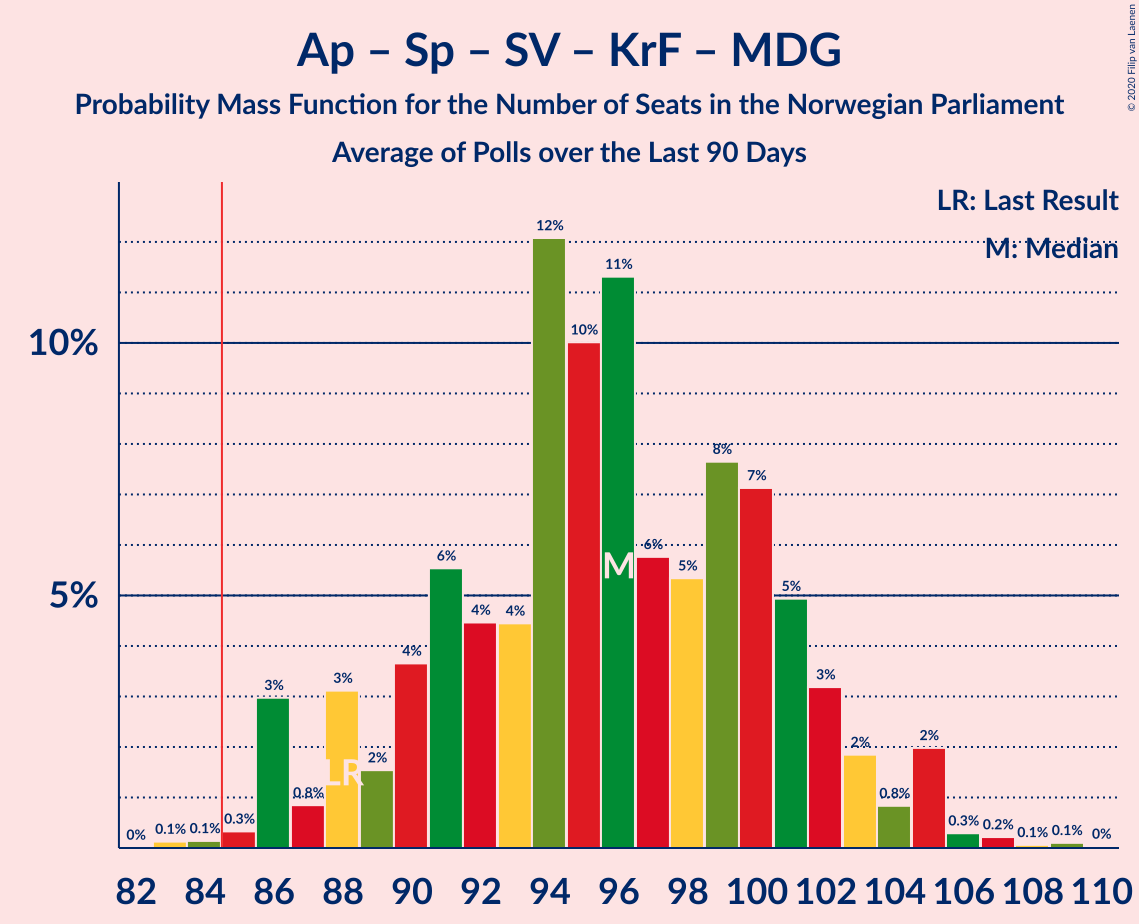 Ap – Sp – SV – KrF – MDG
Probability Mass Function for the Number of Seats in the Norwegian Parliament
Average of Polls over the Last 90 Days
© 2020 Filip van Laenen
LR: Last Result
M: Median
10%
5%
0% 0.1% 0.1% 0.3% 3% 0.8% 3% 2% 4% 6% 4% 4% 12% 10% 11% 6% 5% 8% 7% 5% 3% 2% 0.8% 2% 0.3% 0.2% 0.1% 0.1% 0%
LR
M
82 84 86 88 90 92 94 96 98 100 102 104 106 108 110